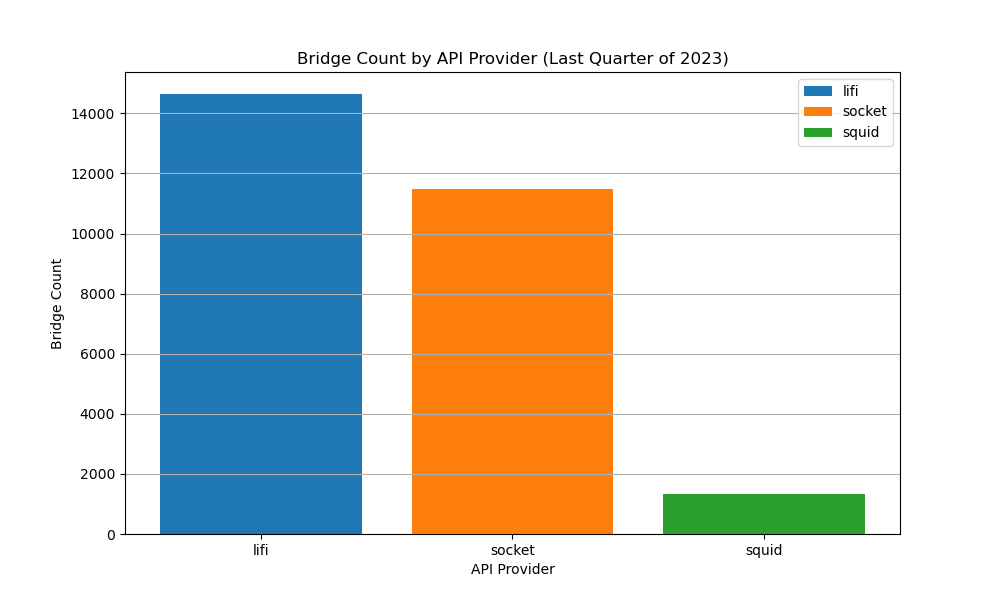 Bridge Count by API Provider (Last Quarter of 2023)
lifi
socket
squid
14000
12000
10000
8000
6000
4000
2000
0
Bridge Count
lifi
socket
squid
API Provider